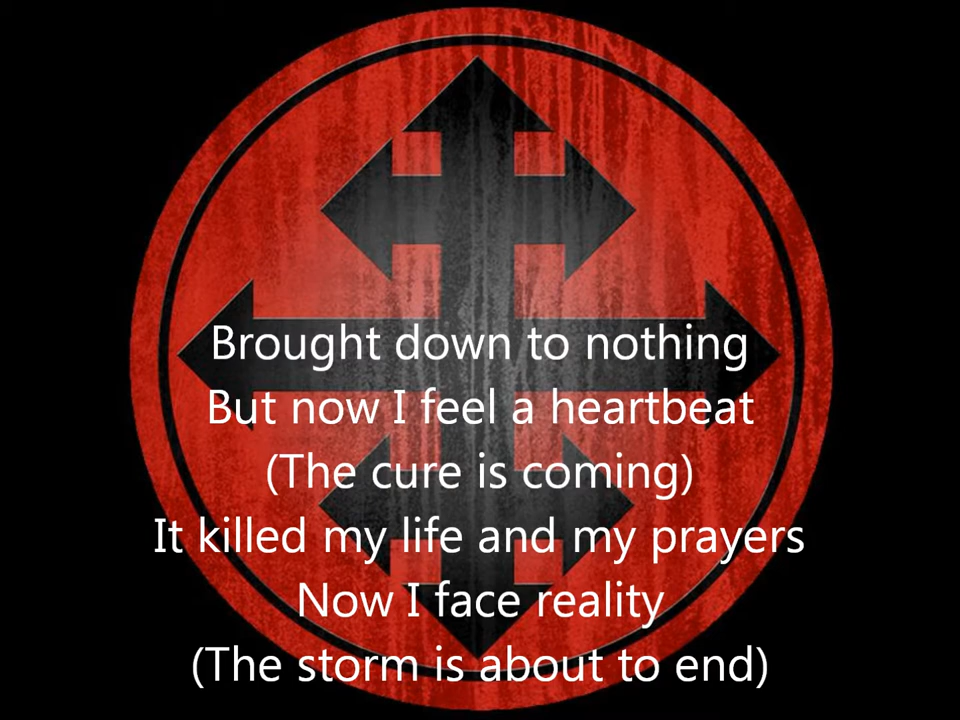 Brought down to nothing
But now I feel a heartbeat
(The cure is coming)
It killed my life and my prayers
Now I face reality
(The storm is about to end)